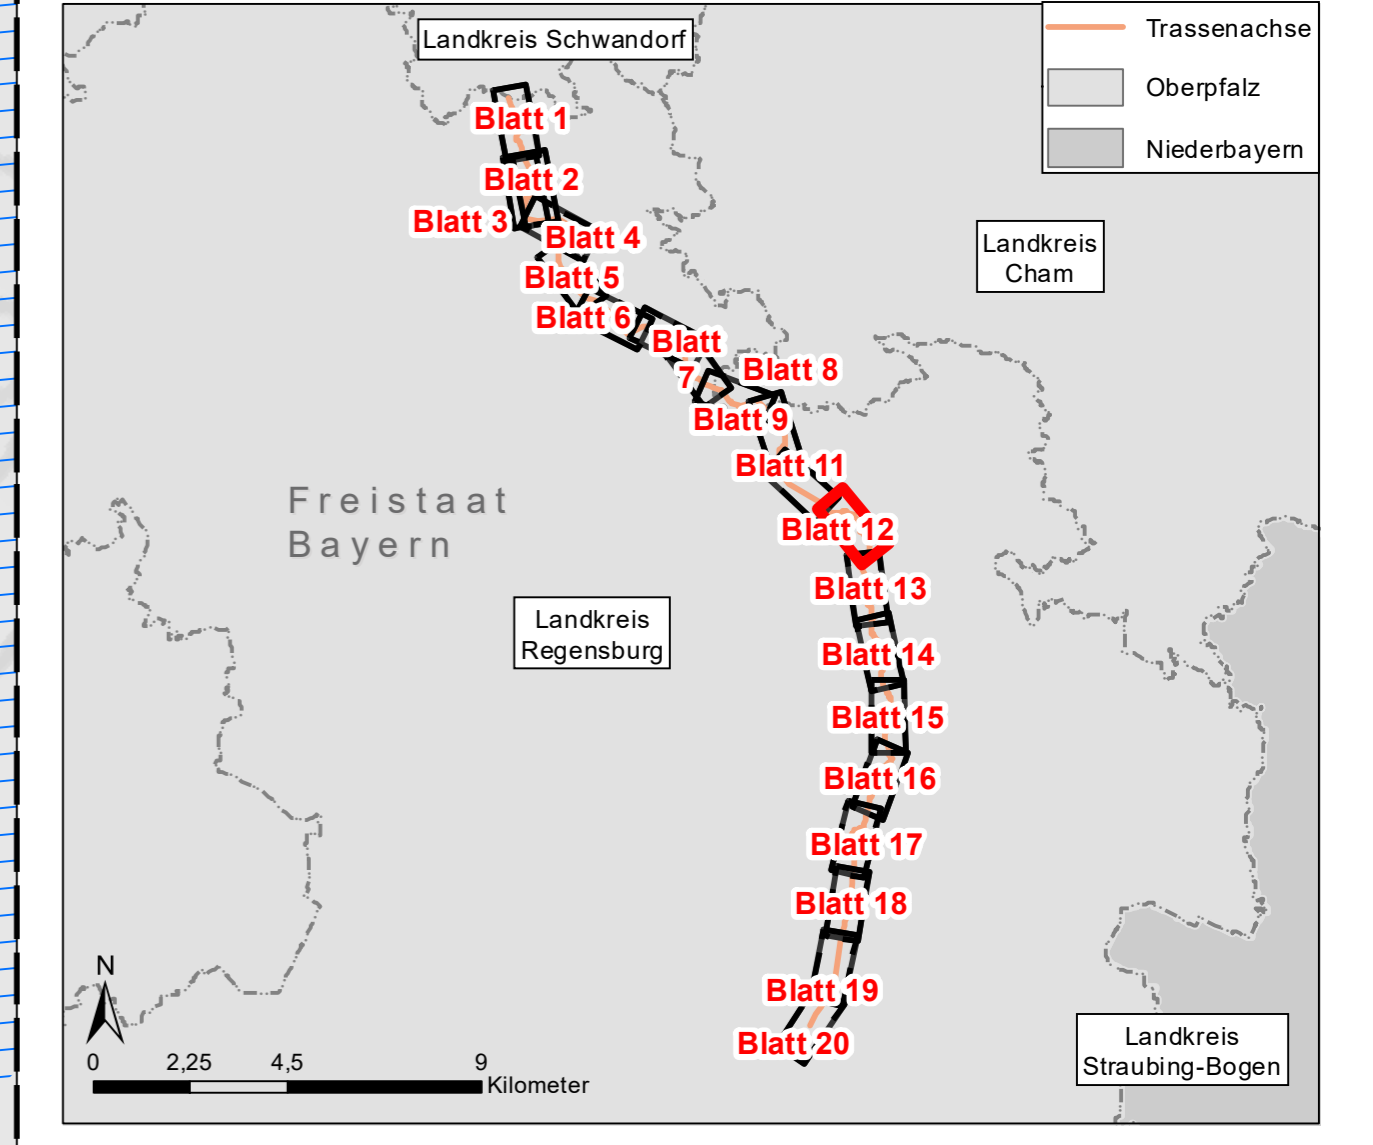 Landkreis Schwandorf
Trassenachse
Oberpfalz
Niederbayern
Blatt 1
Blatt 2
Blatt 3
Blatt 4
Landkreis
Cham
Blatt 5
Blatt 6
Blatt
7
Blatt 8
Blatt 9
Blatt 11
Freistaat
Bayern
Blatt 12
Blatt 13
Landkreis
Regensburg
Blatt 14
Blatt 15
Blatt 16
Blatt 17
Blatt 18
Blatt 19
Blatt 20
N
0 2,25 4,5 9
Kilometer
Landkreis
Straubing-Bogen